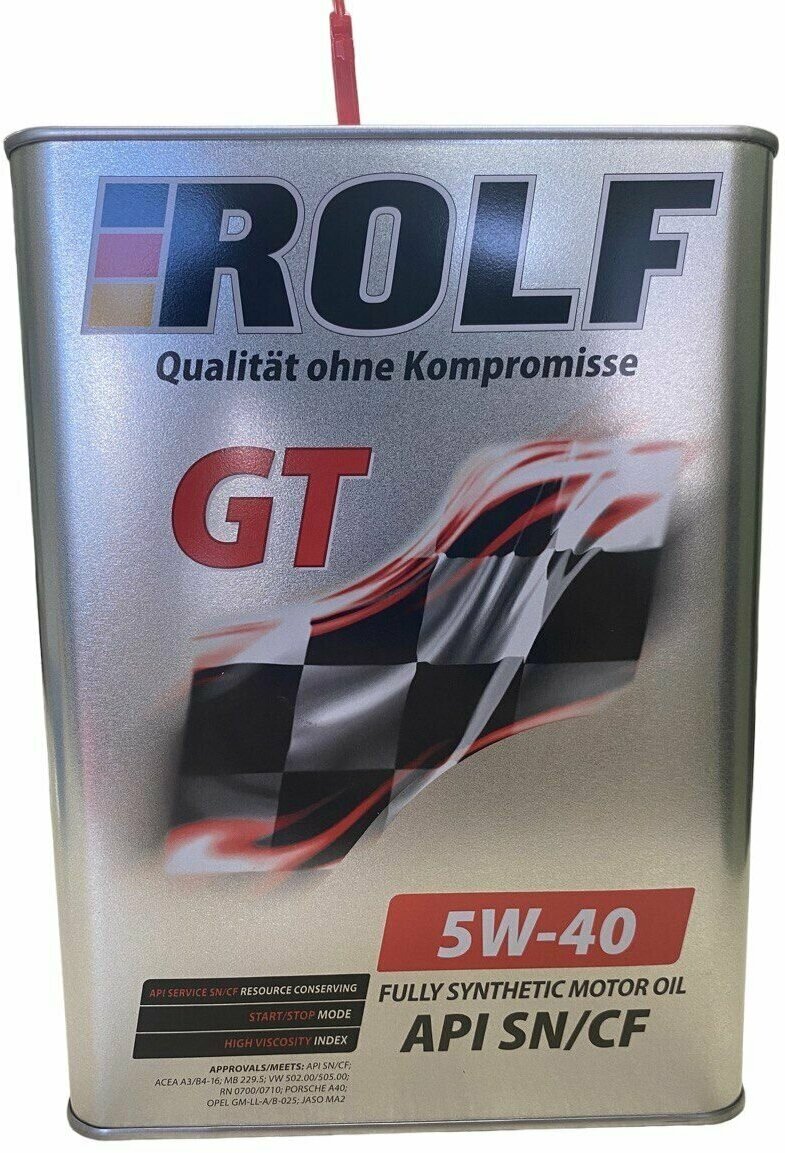 ROLF
Qualität ohne Kompromisse
GT
5W-40
FULLY SYNTHETIC MOTOR OIL
API SN/CF
API SERVICE SN/CF RESOURCE CONSERVING
START/STOP MODE
HIGH VISCOSITY INDEX
APPROVALS/MEETS: API SN/CF;
ACEA A3/B4-16; MB 229.5; VW 502.00/505.00;
RN 0700/0710; PORSCHE A40;
OPEL GM-LL-A/B-025; JASO MA2